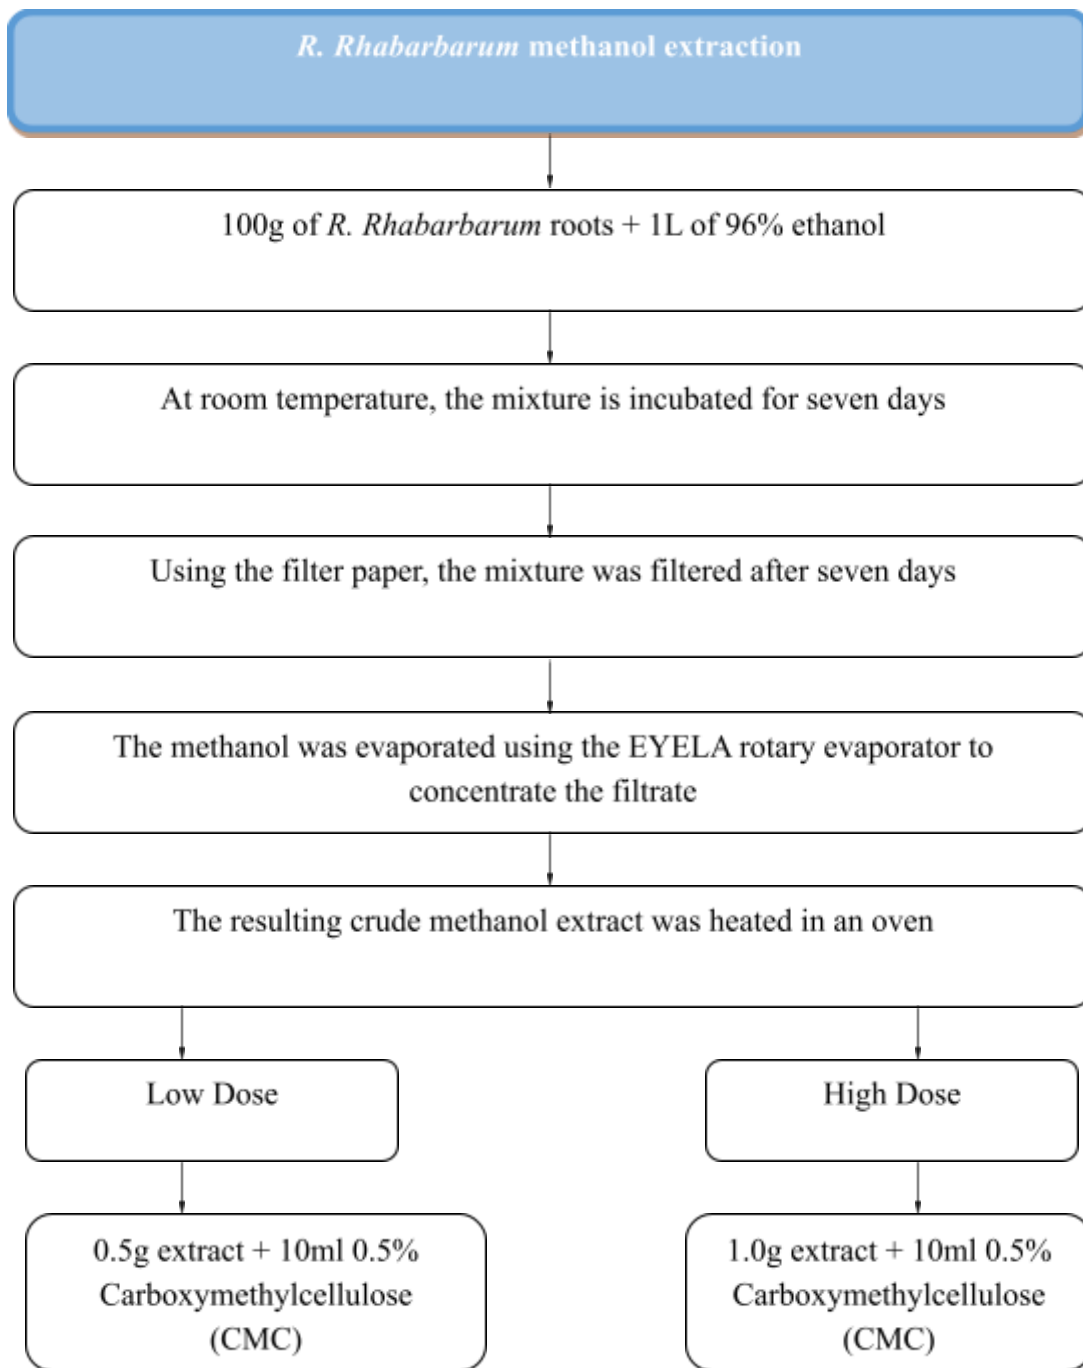 R. Rhabarbarum methanol extraction
100g of R. Rhabarbarum roots + 1L of 96% ethanol
At room temperature, the mixture is incubated for seven days
Using the filter paper, the mixture was filtered after seven days
The methanol was evaporated using the EYELA rotary evaporator to
concentrate the filtrate
The resulting crude methanol extract was heated in an oven
Low Dose
High Dose
0.5g extract + 10ml 0.5%
Carboxymethylcellulose
(CMC)
1.0g extract + 10ml 0.5%
Carboxymethylcellulose
(CMC)